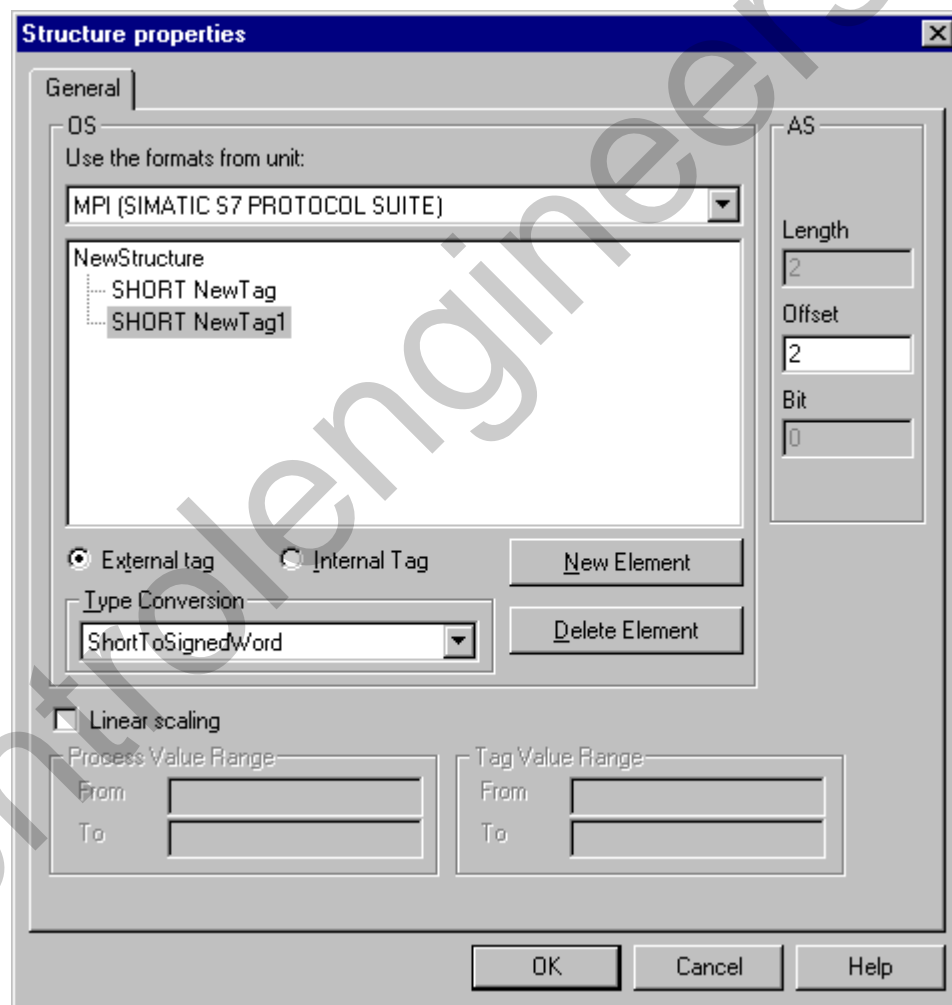 Structure properties
General
OS
Use the formats from unit:
MPI (SIMATIC S7 PROTOCOL SUITE)
NewStructure
SHORT NewTag
SHORT NewTag1
External tag
Internal Tag
New Element
Type Conversion
ShortToSignedWord
Delete Element
AS
Length
2
Offset
2
Bit
0
Linear scaling
Process Value Range
From
To
Tag Value Range
From
To
OK
Cancel
Help
ntrolengineers